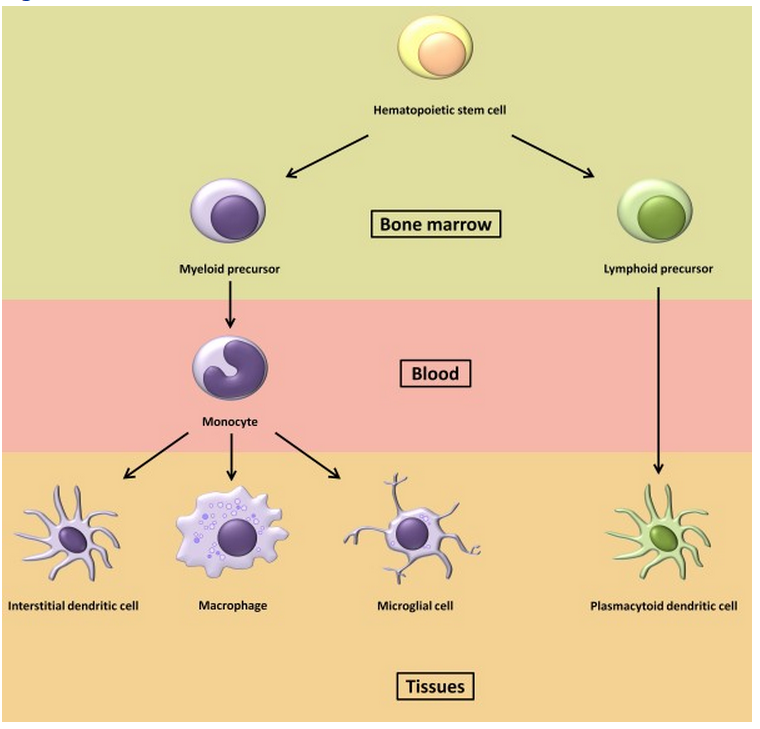 Hematopoietic stem cell
Bone marrow
Myeloid precursor
Lymphoid precursor
Blood
Monocyte
Interstitial dendritic cell
Macrophage
Microglial cell
Plasmacytoid dendritic cell
Tissues